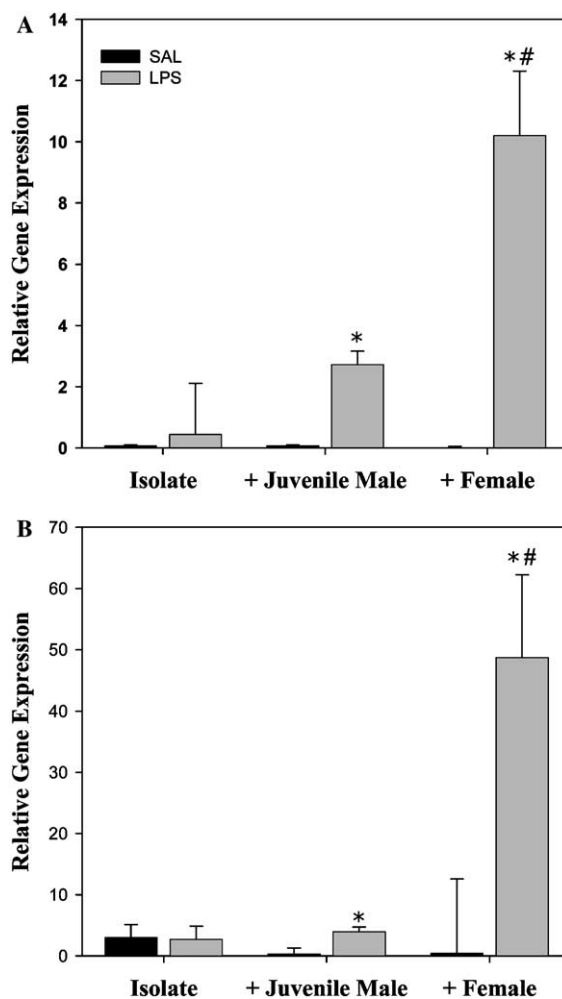 A
14
12
10
8
6
4
2
0
Relative Gene Expression
SAL
LPS
*
*#
Isolate + Juvenile Male + Female
B
70
60
50
40
30
20
10
0
Relative Gene Expression
*
*#
Isolate + Juvenile Male + Female